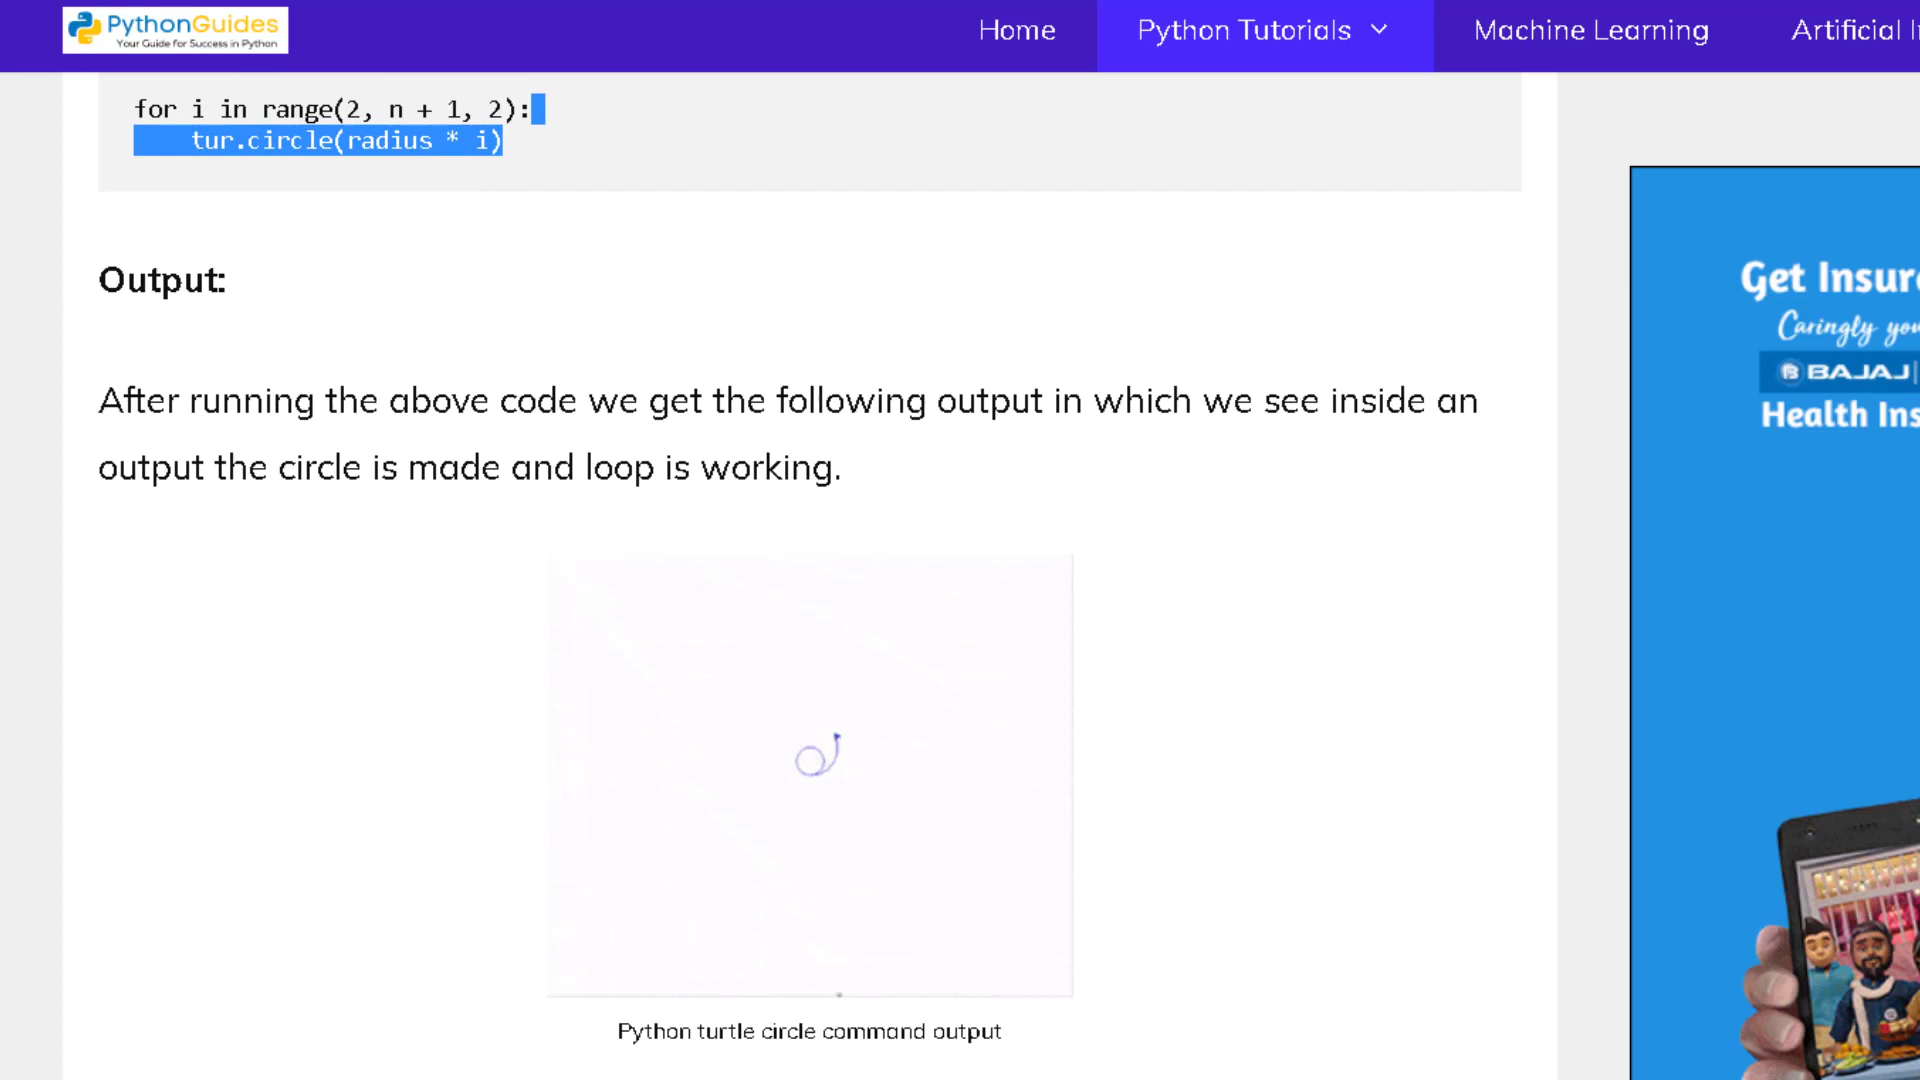 PythonGuides
Your Guide for Success in Python
Home
Python Tutorials
Machine Learning
Artificial
for i in range(2, n + 1, 2):
tur.circle(radius * i)
Output:
After running the above code we get the following output in which we see inside an
output the circle is made and loop is working.
Python turtle circle command output
Get
Caringly
BAJAJ
Health